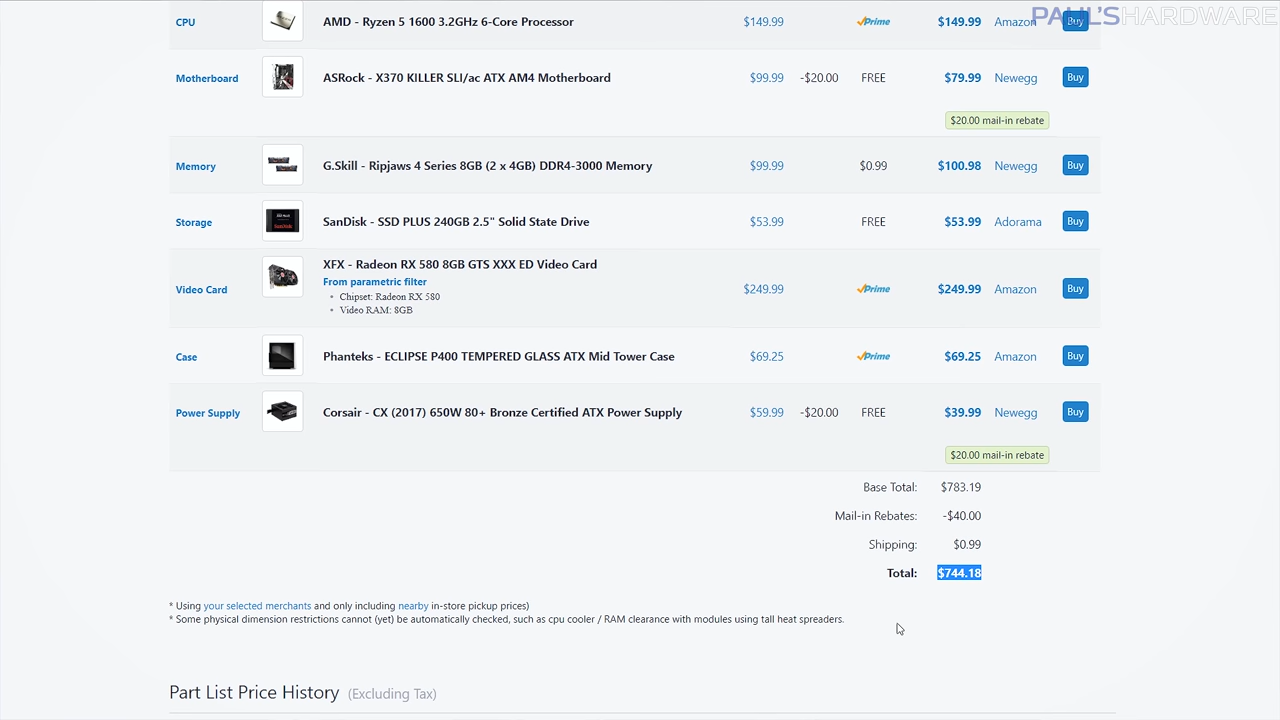 PAUL'SHARDWARE
CPU AMD - Ryzen 5 1600 3.2GHz 6-Core Processor $149.99 Prime $149.99 Amazon Buy
Motherboard ASRock - X370 KILLER SLI/ac ATX AM4 Motherboard $99.99 -$20.00 FREE $79.99 Newegg Buy
$20.00 mail-in rebate
Memory G.Skill - Ripjaws 4 Series 8GB (2 x 4GB) DDR4-3000 Memory $99.99 $0.99 $100.98 Newegg Buy
Storage SanDisk - SSD PLUS 240GB 2.5" Solid State Drive $53.99 FREE $53.99 Adorama Buy
XFX - Radeon RX 580 8GB GTS XXX ED Video Card
From parametric filter
Video Card $249.99 Prime $249.99 Amazon Buy
• Chipset: Radeon RX 580
• Video RAM: 8GB
Case Phanteks - ECLIPSE P400 TEMPERED GLASS ATX Mid Tower Case $69.25 Prime $69.25 Amazon Buy
Power Supply Corsair - CX (2017) 650W 80+ Bronze Certified ATX Power Supply $59.99 -$20.00 FREE $39.99 Newegg Buy
$20.00 mail-in rebate
Base Total: $783.19
Mail-in Rebates: -$40.00
Shipping: $0.99
Total: $744.18
* Using your selected merchants and only including nearby in-store pickup prices)
* Some physical dimension restrictions cannot (yet) be automatically checked, such as cpu cooler / RAM clearance with modules using tall heat spreaders.
Part List Price History (Excluding Tax)